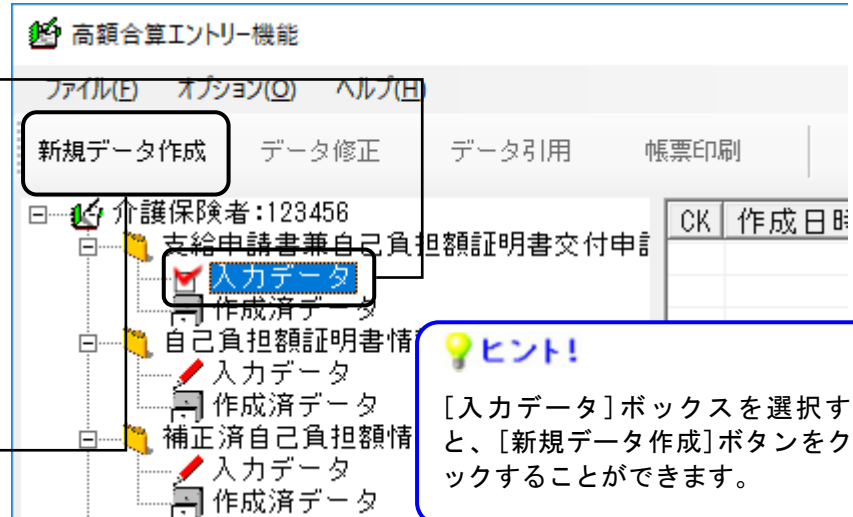 高額合算エントリー機能
ファイル(F) オプション(O) ヘルプ(H)
新規データ作成 データ修正 データ引用 帳票印刷
介護保険者:123456
CK 作成日時
支給申請書兼自己負担額証明書交付申請
入力データ
作成済データ
自己負担額証明書情
入力データ
作成済データ
補正済自己負担額情
入力データ
作成済データ
ヒント!
[入力データ]ボックスを選択す
と、[新規データ作成]ボタンをク
ックすることができます。